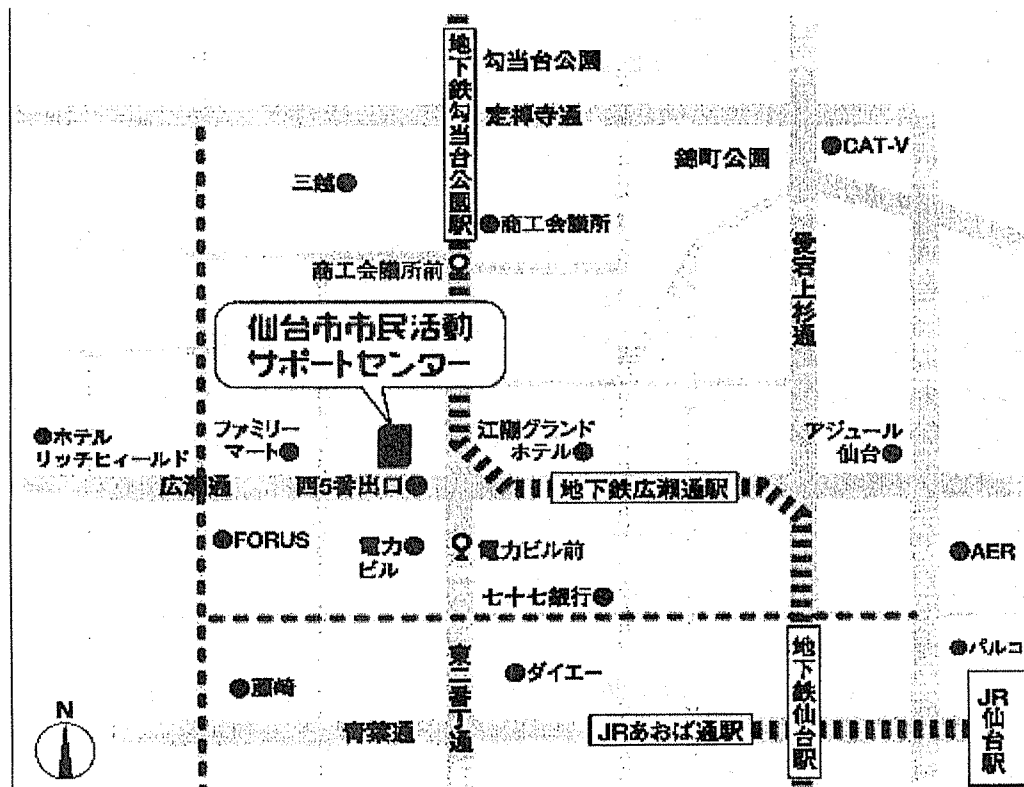 地下鉄勾当台公園駅
勾当台公園
定禅寺通
錦町公園
●CAT-V
三越●
●商工会議所
商工会議所前
愛宕上杉通
仙台市市民活動
サポートセンター
●ホテル
リッチヒィールド
ファミリー
マート●
江陽グランド
ホテル●
アジュール
仙台●
広瀬通
西5番出口●
地下鉄広瀬通駅
●FORUS
電力●
ビル
電力ビル前
●AER
七十七銀行●
●パルコ
東二番丁通
●ダイエー
地下鉄仙台駅
JR仙台駅
●藤崎
青葉通
JRあおば通駅
N